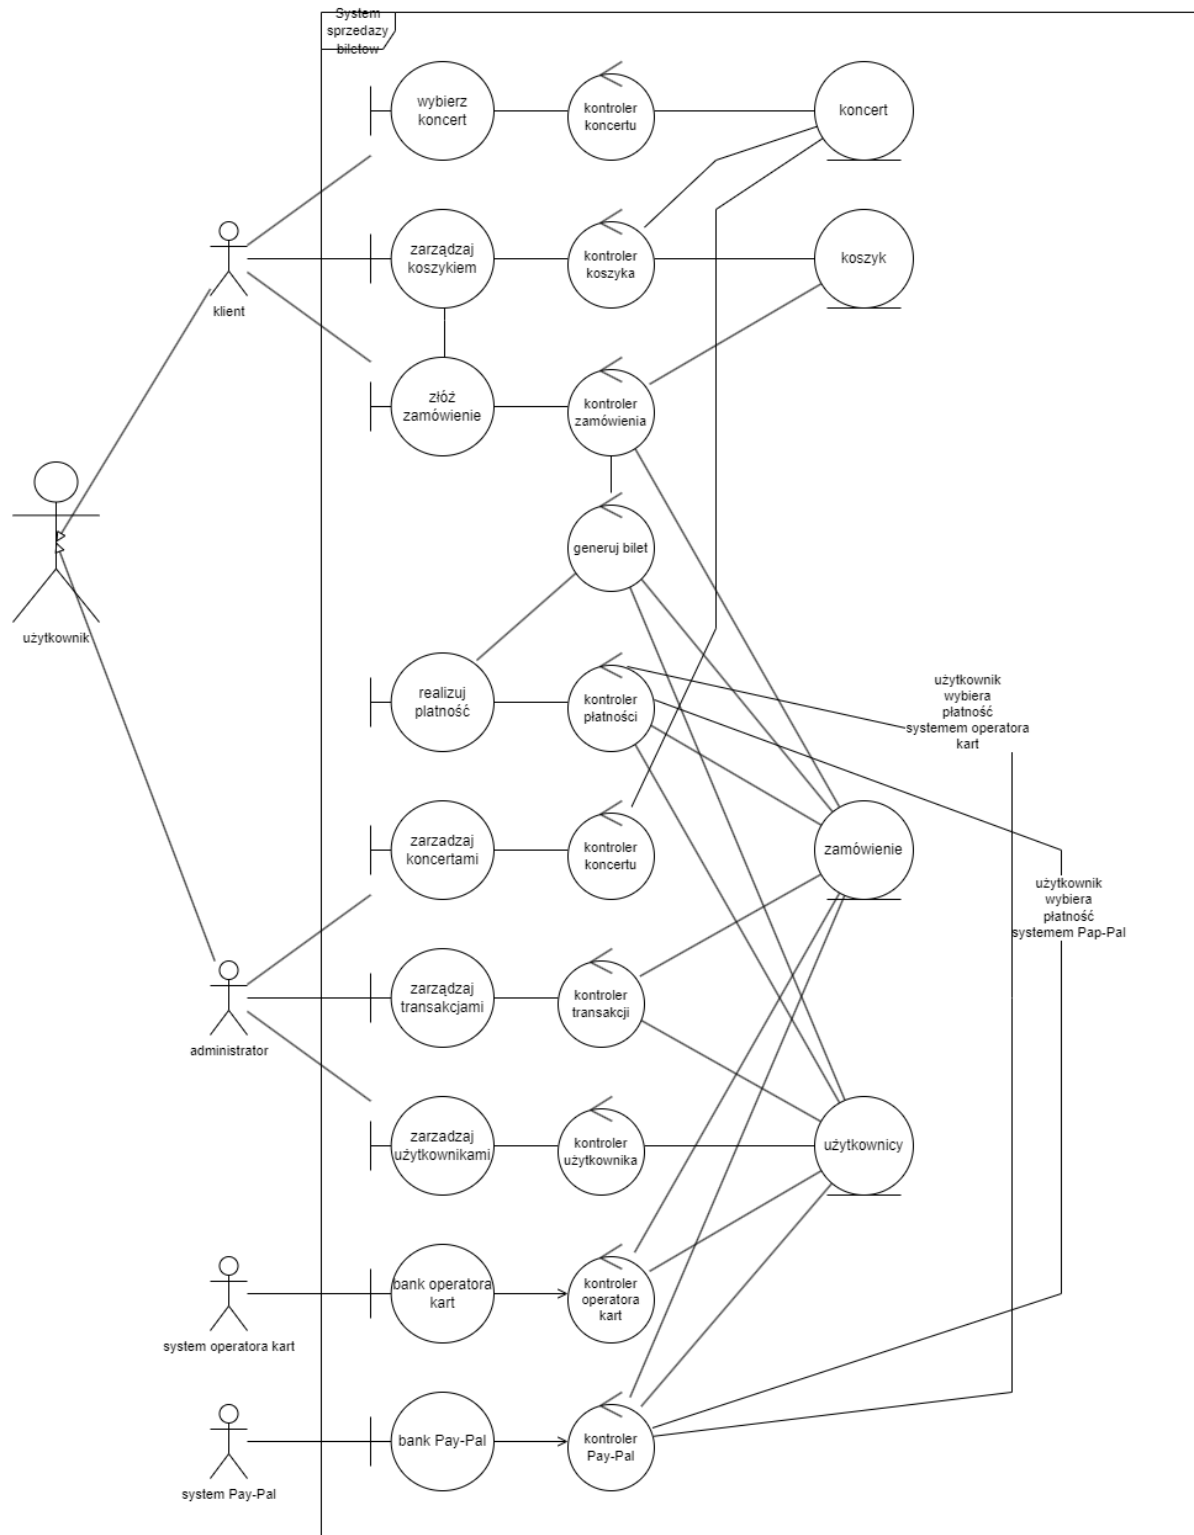 System
sprzedazy
biletow
wybierz
koncert
kontroler
koncertu
koncert
klient
zarządzaj
koszykiem
kontroler
koszyka
koszyk
złóż
zamówienie
kontroler
zamówienia
użytkownik
generuj bilet
realizuj
płatność
kontroler
płatności
użytkownik
wybiera
płatność
systemem operatora
kart
zarzadzaj
koncertami
kontroler
koncertu
zamówienie
użytkownik
wybiera
płatność
systemem Pap-Pal
administrator
zarządzaj
transakcjami
kontroler
transakcji
zarzadzaj
użytkownikami
kontroler
użytkownika
użytkownicy
system operatora kart
bank operatora
kart
kontroler
operatora
kart
system Pay-Pal
bank Pay-Pal
kontroler
Pay-Pal